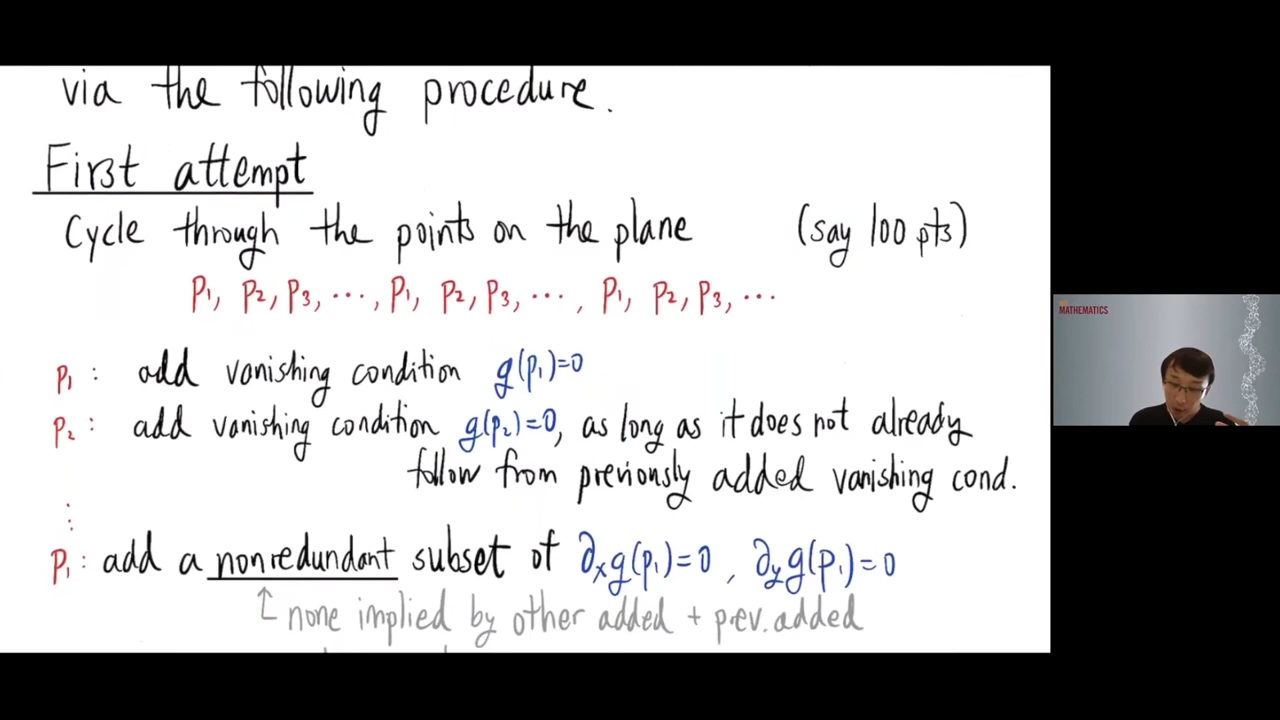 via the following procedure.
First attempt
Cycle through the points on the plane (say 100 pts)
p₁, p₂, p₃, ⋯, p₁, p₂, p₃, ⋯, p₁, p₂, p₃, ⋯
p₁ : add vanishing condition g(p₁)=0
p₂ : add vanishing condition g(p₂)=0, as long as it does not already
follow from previously added vanishing cond.
⋮
p₁ : add a nonredundant subset of ∂ₓg(p₁)=0, ∂ᵧg(p₁)=0
↑ none implied by other added + prev. added
MATHEMATICS